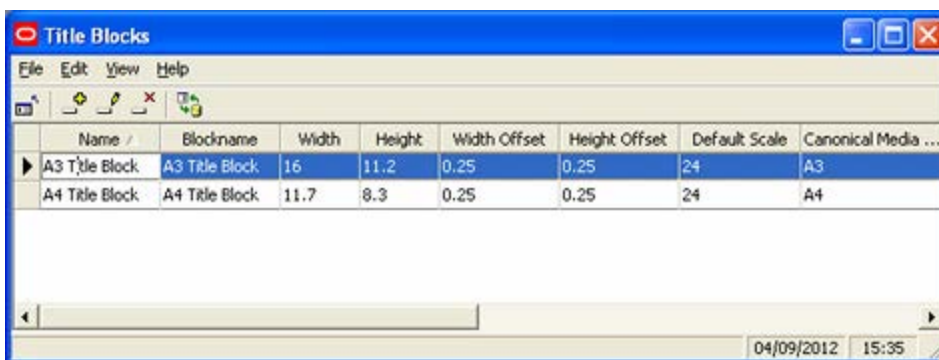 Title Blocks
File Edit View Help
Name / Blockname Width Height Width Offset Height Offset Default Scale Canonical Media ...
A3 Title Block A3 Title Block 16 11.2 0.25 0.25 24 A3
A4 Title Block A4 Title Block 11.7 8.3 0.25 0.25 24 A4
04/09/2012 15:35